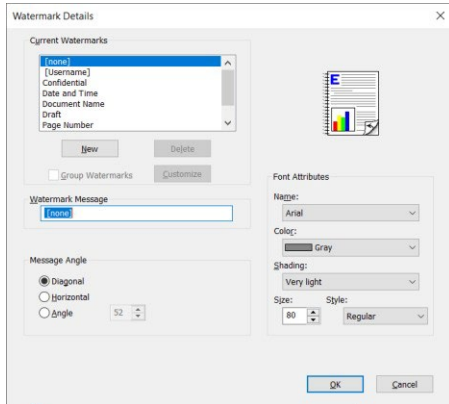 Watermark Details
Current Watermarks
[none]
[Username]
Confidential
Date and Time
Document Name
Draft
Page Number
New
Delete
Group Watermarks
Customize
Watermark Message
[none]
Message Angle
Diagonal
Horizontal
Angle
52
E
Font Attributes
Name:
Arial
Color:
Gray
Shading:
Very light
Size:
Style:
80
Regular
OK
Cancel